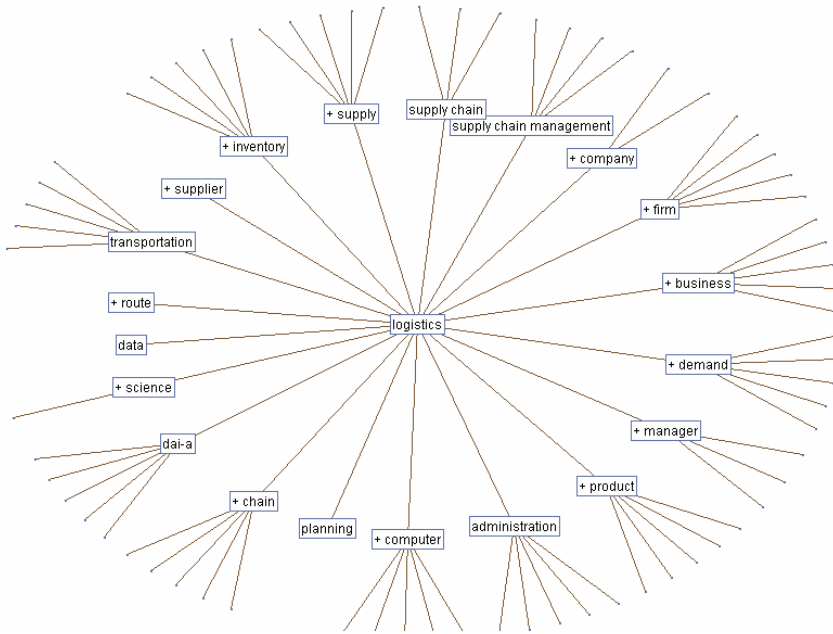 + supply
supply chain
supply chain management
+ inventory
+ company
+ supplier
+ firm
transportation
+ business
+ route
logistics
data
+ demand
+ science
+ manager
dai-a
+ product
+ chain
planning
administration
+ computer